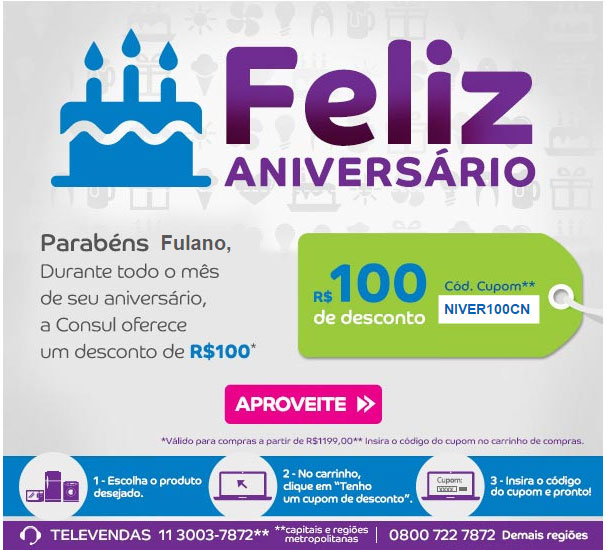 Feliz
ANIVERSÁRIO
Parabéns Fulano,
Durante todo o mês
de seu aniversário,
a Consul oferece
um desconto de R$100*
R$100
de desconto
Cód. Cupom**
NIVER100CN
APROVEITE
*Válido para compras a partir de R$1199,00** Insira o código do cupom no carrinho de compras.
1 - Escolha o produto
desejado.
2 - No carrinho,
clique em "Tenho
um cupom de desconto".
Cupom:
3 - Insira o código
do cupom e pronto!
TELEVENDAS 11 3003-7872** **capitais e regiões
metropolitanas | 0800 722 7872 Demais regiões